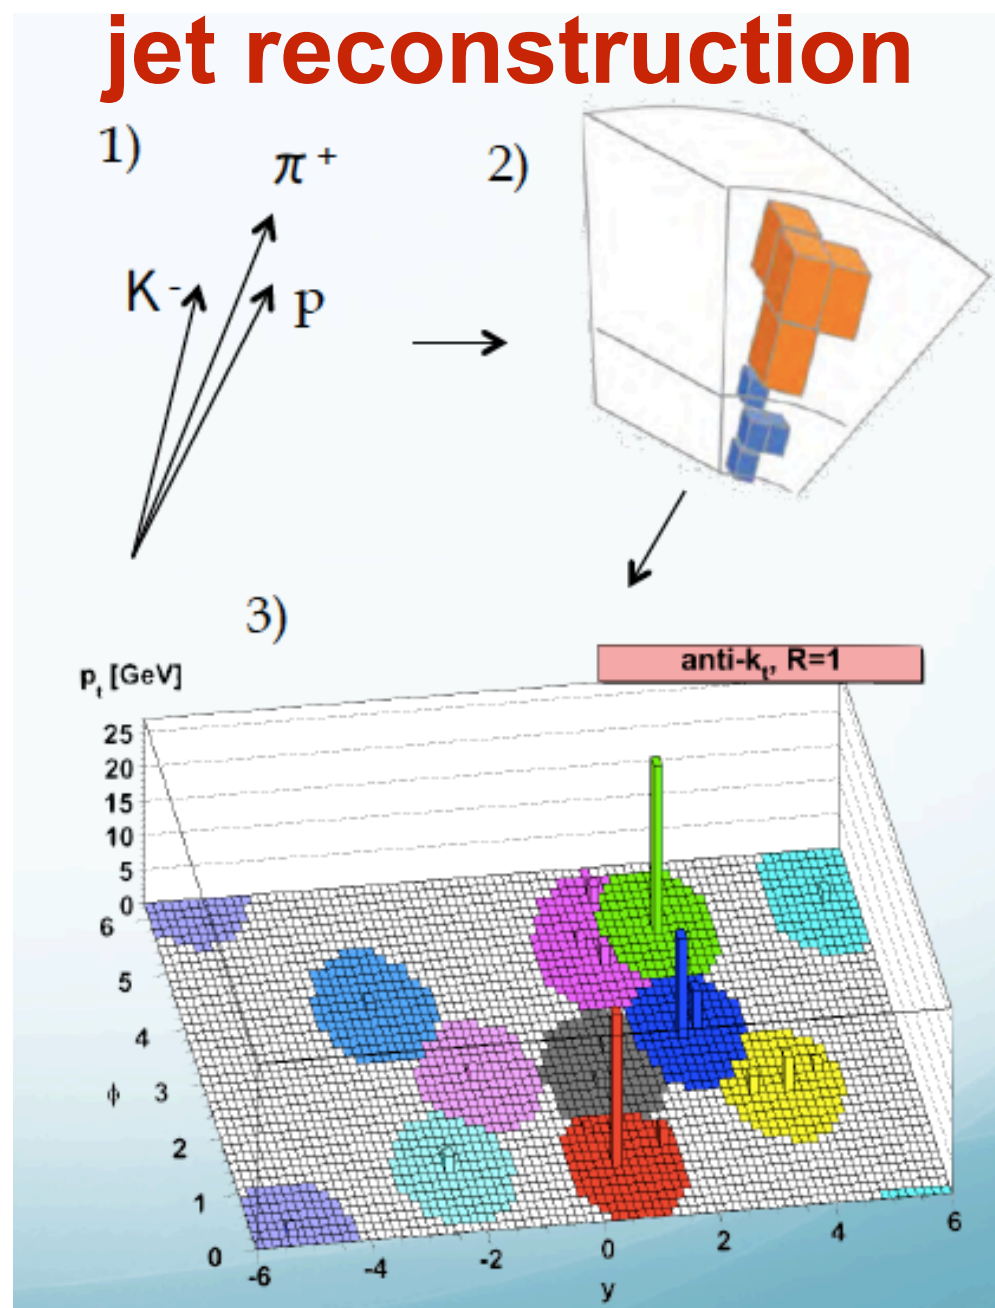 jet reconstruction
1)
π +
2)
K -
p
3)
anti-kt, R=1
pt [GeV]
25
20
15
10
5
0
6
5
4
ϕ 3
2
1
0
-6 -4 -2 0 2 4 6
y